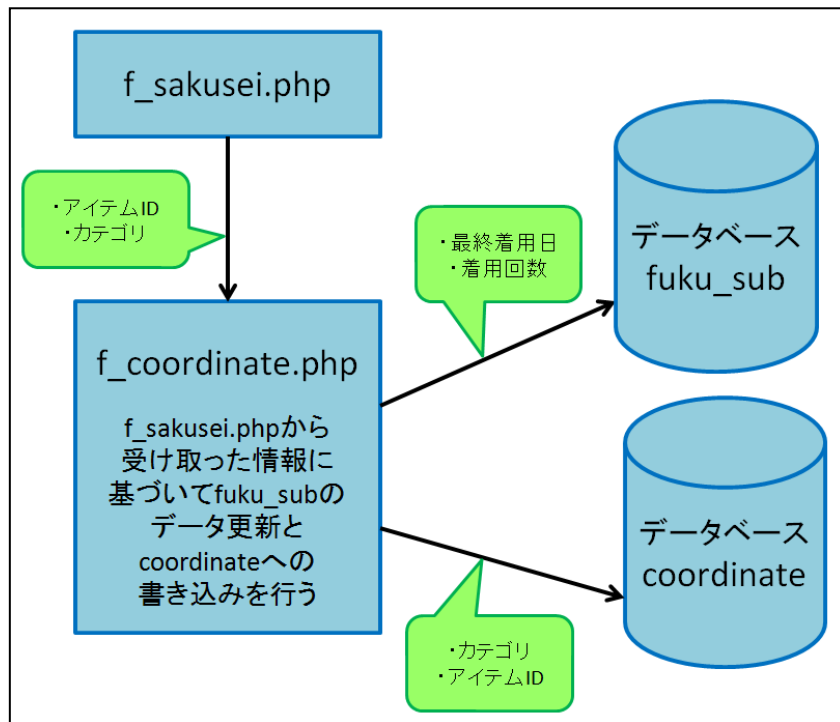 f_sakusei.php
・アイテムID
・カテゴリ
f_coordinate.php
f_sakusei.phpから
受け取った情報に
基づいてfuku_subの
データ更新と
coordinateへの
書き込みを行う
・最終着用日
・着用回数
データベース
fuku_sub
・カテゴリ
・アイテムID
データベース
coordinate